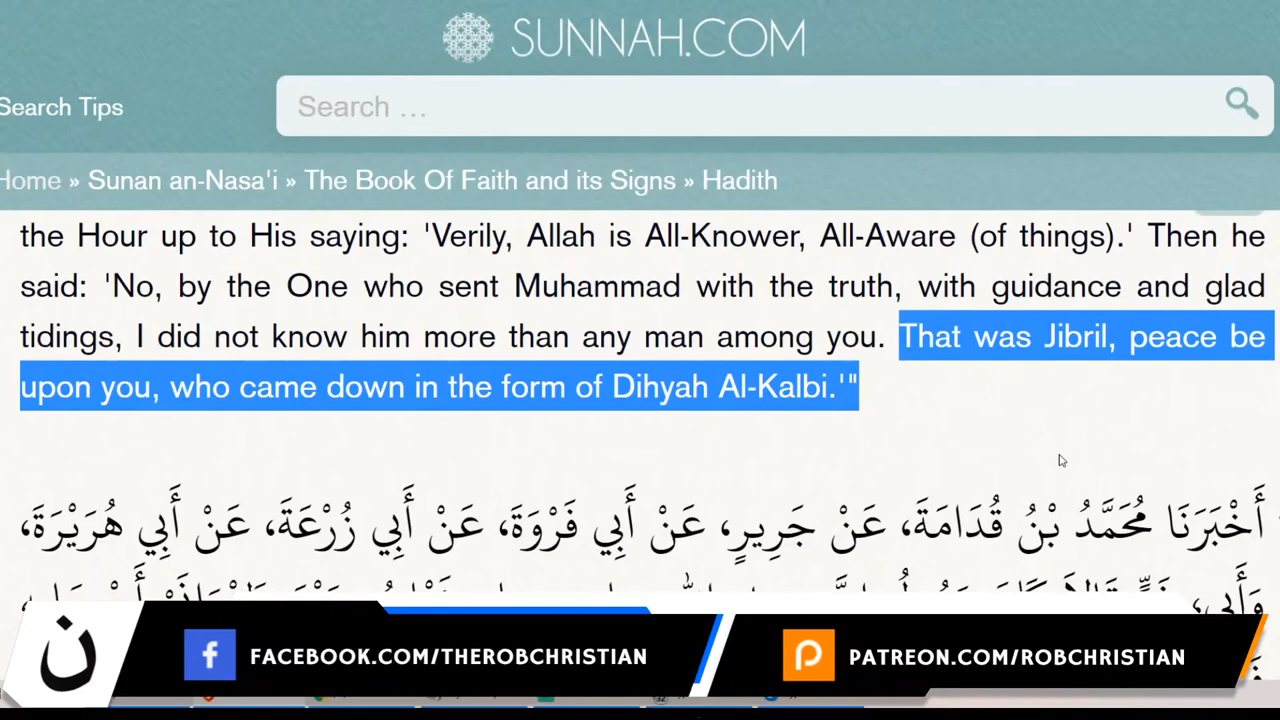 SUNNAH.COM
Search Tips
Search ...
Home » Sunan an-Nasa'i » The Book Of Faith and its Signs » Hadith
the Hour up to His saying: 'Verily, Allah is All-Knower, All-Aware (of things).' Then he
said: 'No, by the One who sent Muhammad with the truth, with guidance and glad
tidings, I did not know him more than any man among you. That was Jibril, peace be
upon you, who came down in the form of Dihyah Al-Kalbi.'"
أَخْبَرَنَا مُحَمَّدُ بْنُ قُدَامَةَ، عَنْ جَرِيرٍ، عَنْ أَبِي فَرْوَةَ، عَنْ أَبِي زُرْعَةَ، عَنْ أَبِي هُرَيْرَةَ،
وَأَبِي
ن
FACEBOOK.COM/THEROBCHRISTIAN
PATREON.COM/ROBCHRISTIAN